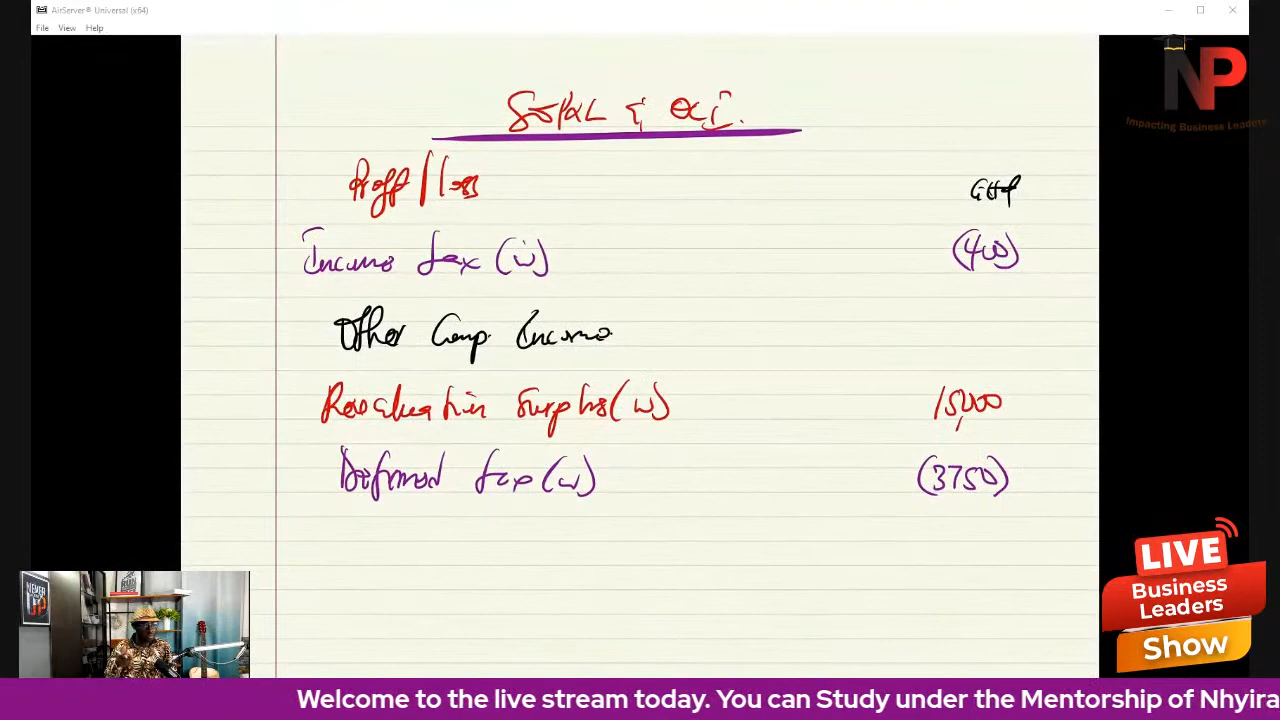 AirServer® Universal (x64)
File View Help
NP
Impacting Business Leaders
SOP/L & OCI.
Profit / loss
GH¢
Income tax (w)
(400)
Other Comp. Income
Revaluation Surplus (w)
15,000
Deferred tax (w)
(3750)
LIVE
Business
Leaders
Show
Welcome to the live stream today. You can Study under the Mentorship of Nhyira